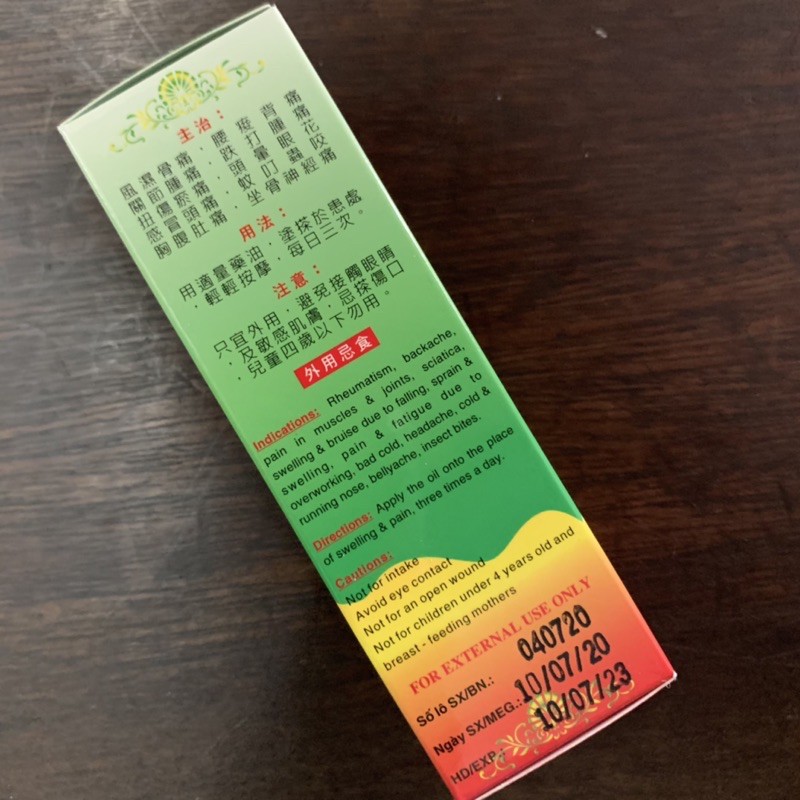 主治：
風濕骨痛，腰痠背痛
關節腫痛，跌打腫痛
扭傷瘀痛，頭暈眼花
感冒頭痛，蚊叮蟲咬
胸腹肚痛，坐骨神經痛
用法：
用適量藥油，塗搽於患處
，輕輕按摩，每日三次。
注意：
只宜外用，避免接觸眼睛
，及敏感肌膚，忌搽傷口
，兒童四歲以下勿用。
外用忌食
Indications: Rheumatism, backache,
pain in muscles & joints, sciatica,
swelling & bruise due to falling, sprain &
swelling, pain & fatigue due to
overworking, bad cold, headache, cold &
running nose, bellyache, insect bites.
Directions: Apply the oil onto the place
of swelling & pain, three times a day.
Cautions:
Not for intake
Avoid eye contact
Not for an open wound
Not for children under 4 years old and
breast - feeding mothers
FOR EXTERNAL USE ONLY
Số lô SX/BN.: 040720
Ngày SX/MEG.: 10/07/20
HD/EXP.: 10/07/23